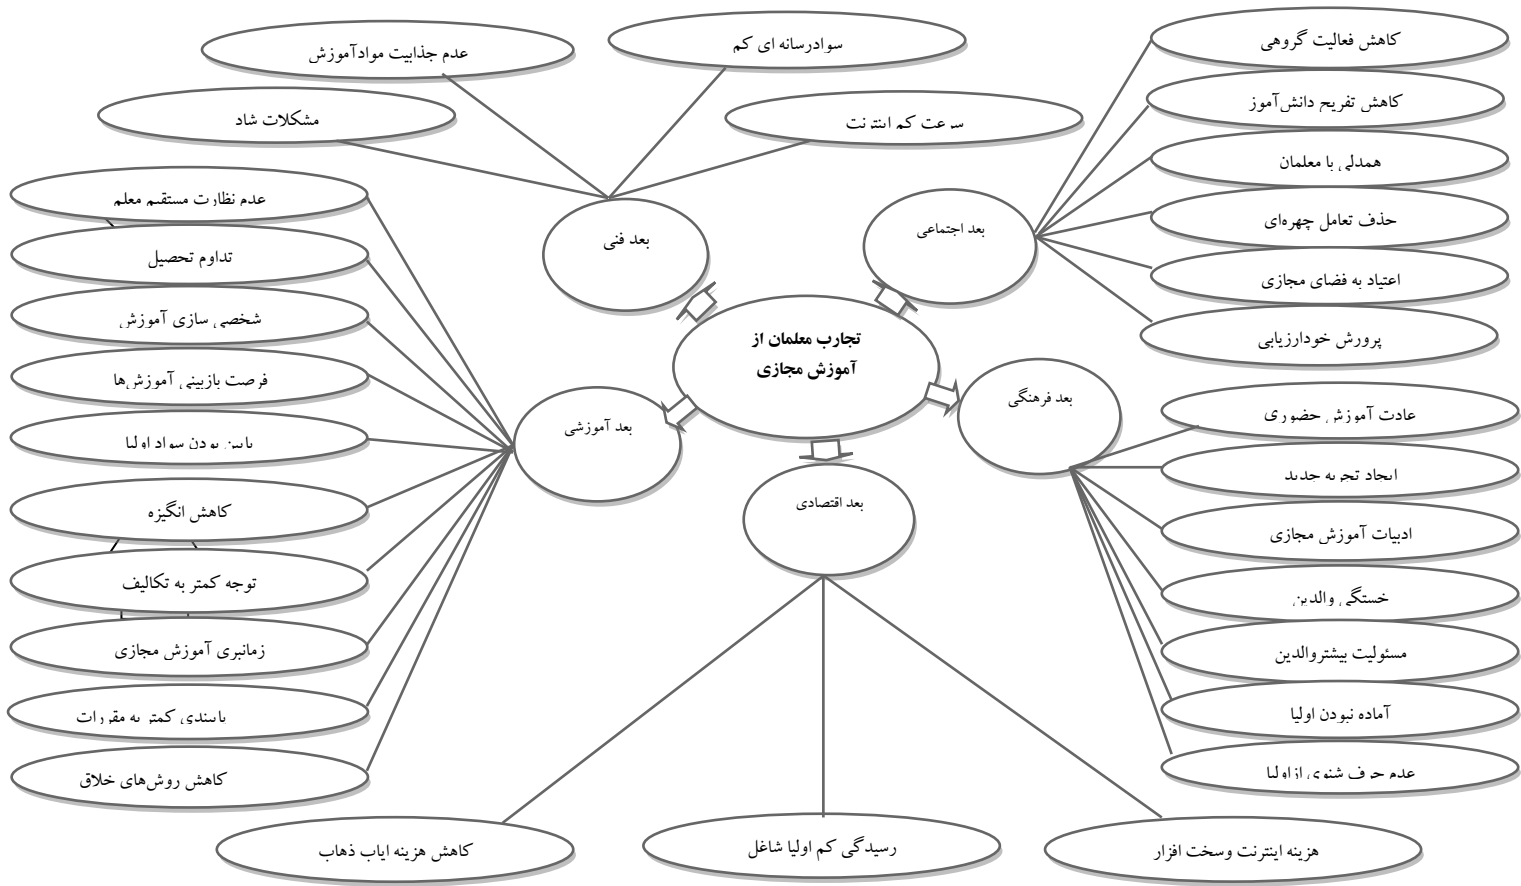 کاهش فعالیت گروهی
سوادرسانه ای کم
عدم جذابیت موادآموزش
کاهش تفریح دانش‌آموز
سرعت کم اینترنت
مشکلات شاد
همدلی با معلمان
عدم نظارت مستقیم معلم
حذف تعامل چهره‌ای
بعد اجتماعی
بعد فنی
تداوم تحصیل
اعتیاد به فضای مجازی
شخصی سازی آموزش
پرورش خودارزیابی
تجارب معلمان از
آموزش مجازی
فرصت بازبینی آموزش‌ها
بعد فرهنگی
عادت آموزش حضوری
بعد آموزشی
پایین بودن سواد اولیا
ایجاد تجربه جدید
بعد اقتصادی
کاهش انگیزه
ادبیات آموزش مجازی
توجه کمتر به تکالیف
خستگی والدین
زمانبری آموزش مجازی
مسئولیت بیشتروالدین
پایبندی کمتر به مقررات
آماده نبودن اولیا
کاهش روش‌های خلاق
عدم حرف شنوی ازاولیا
کاهش هزینه ایاب ذهاب
رسیدگی کم اولیا شاغل
هزینه اینترنت وسخت افزار